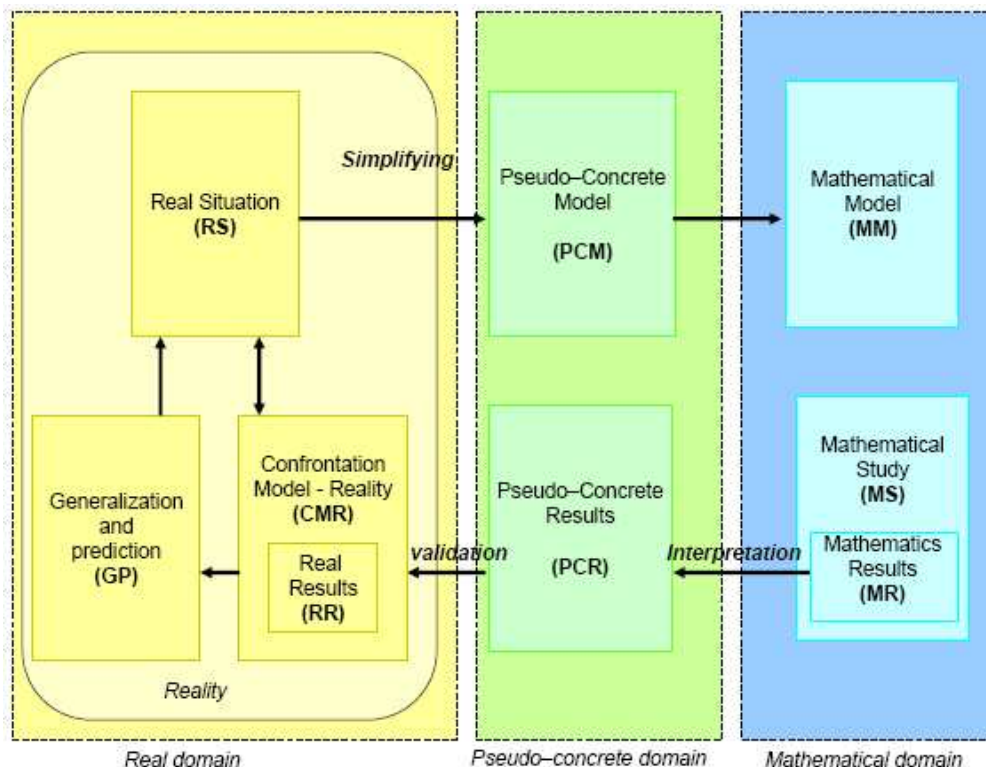 Simplifying
Real Situation
(RS)
Pseudo–Concrete
Model
(PCM)
Mathematical
Model
(MM)
Generalization
and
prediction
(GP)
Confrontation
Model - Reality
(CMR)
Real
Results
(RR)
validation
Pseudo–Concrete
Results
(PCR)
Interpretation
Mathematical
Study
(MS)
Mathematics
Results
(MR)
Reality
Real domain
Pseudo–concrete domain
Mathematical domain